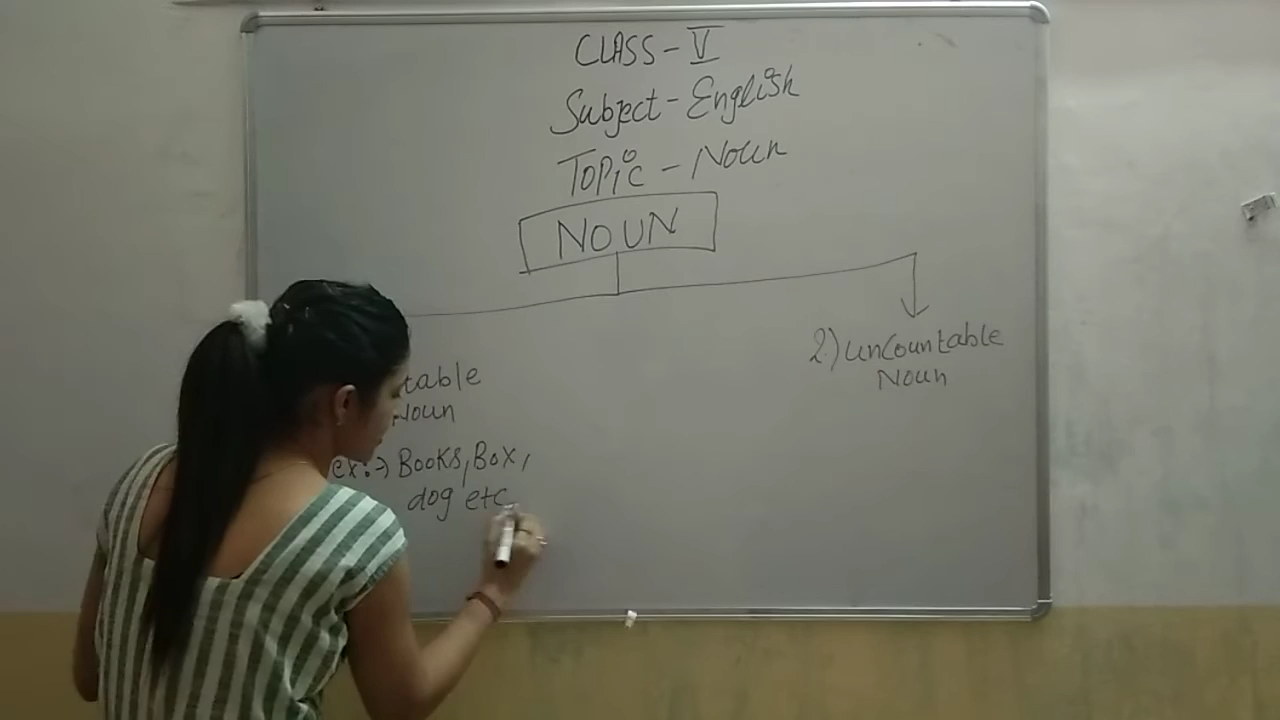 CLASS - V
Subject - English
Topic - Noun
NOUN
2) uncountable
Noun
table
Noun
ex:→ Books, Box,
dog etc